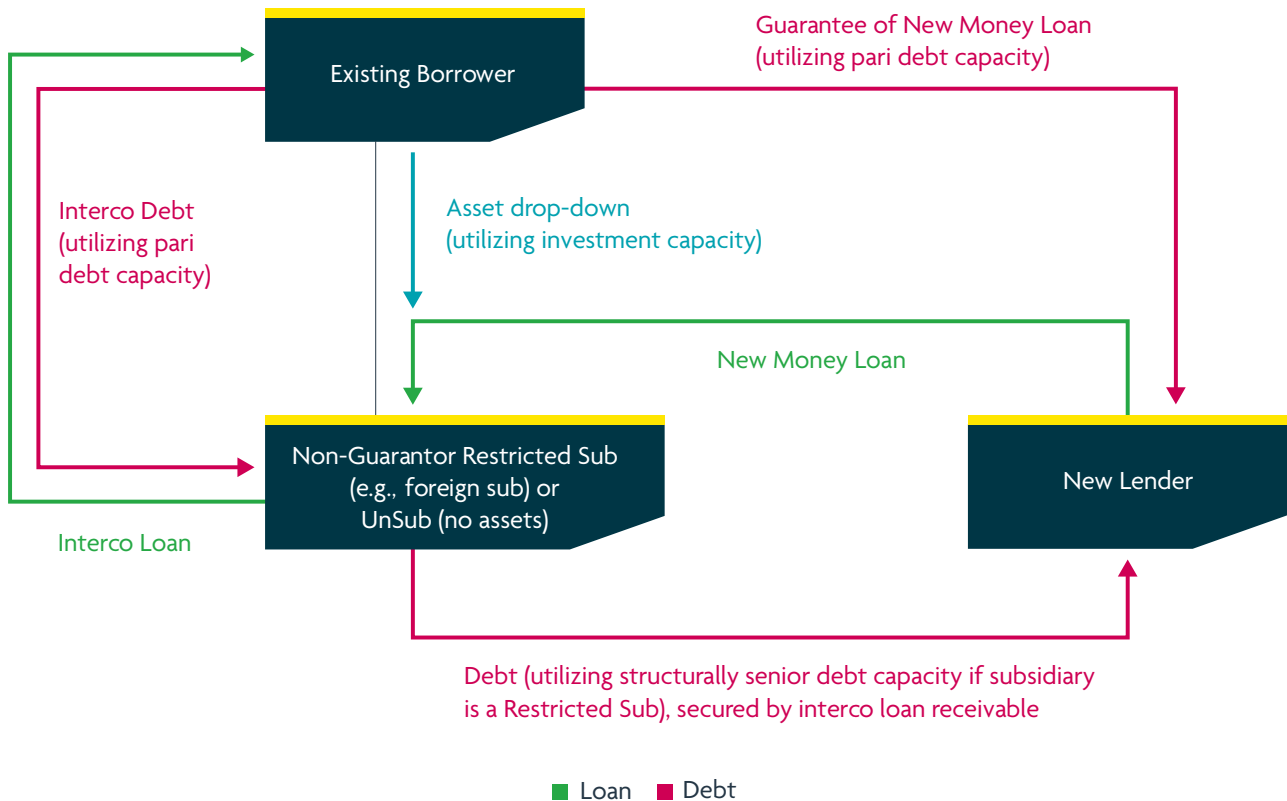 Guarantee of New Money Loan
(utilizing pari debt capacity)
Existing Borrower
Interco Debt
(utilizing pari
debt capacity)
Asset drop-down
(utilizing investment capacity)
New Money Loan
Non-Guarantor Restricted Sub
(e.g., foreign sub) or
UnSub (no assets)
New Lender
Interco Loan
Debt (utilizing structurally senior debt capacity if subsidiary
is a Restricted Sub), secured by interco loan receivable
Loan
Debt